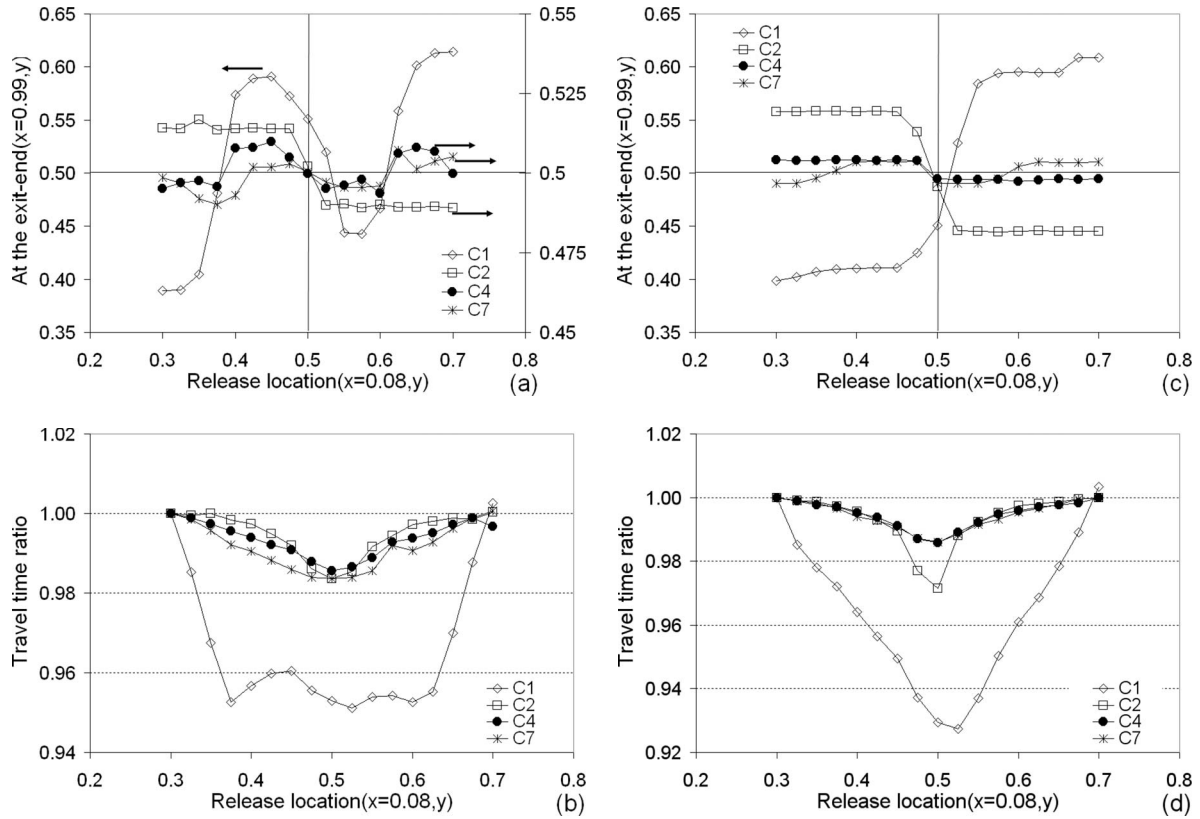 At the exit-end(x=0.99,y)
0.65
0.60
0.55
0.50
0.45
0.40
0.35
0.55
0.525
0.5
0.475
0.45
C1
C2
C4
C7
0.2 0.3 0.4 0.5 0.6 0.7 0.8
Release location(x=0.08,y)
(a)
At the exit-end(x=0.99,y)
0.65
0.60
0.55
0.50
0.45
0.40
0.35
C1
C2
C4
C7
0.2 0.3 0.4 0.5 0.6 0.7 0.8
Release location(x=0.08,y)
(c)
Travel time ratio
1.02
1.00
0.98
0.96
0.94
C1
C2
C4
C7
0.2 0.3 0.4 0.5 0.6 0.7 0.8
Release location(x=0.08,y)
(b)
Travel time ratio
1.02
1.00
0.98
0.96
0.94
0.92
C1
C2
C4
C7
0.2 0.3 0.4 0.5 0.6 0.7 0.8
Release location(x=0.08,y)
(d)